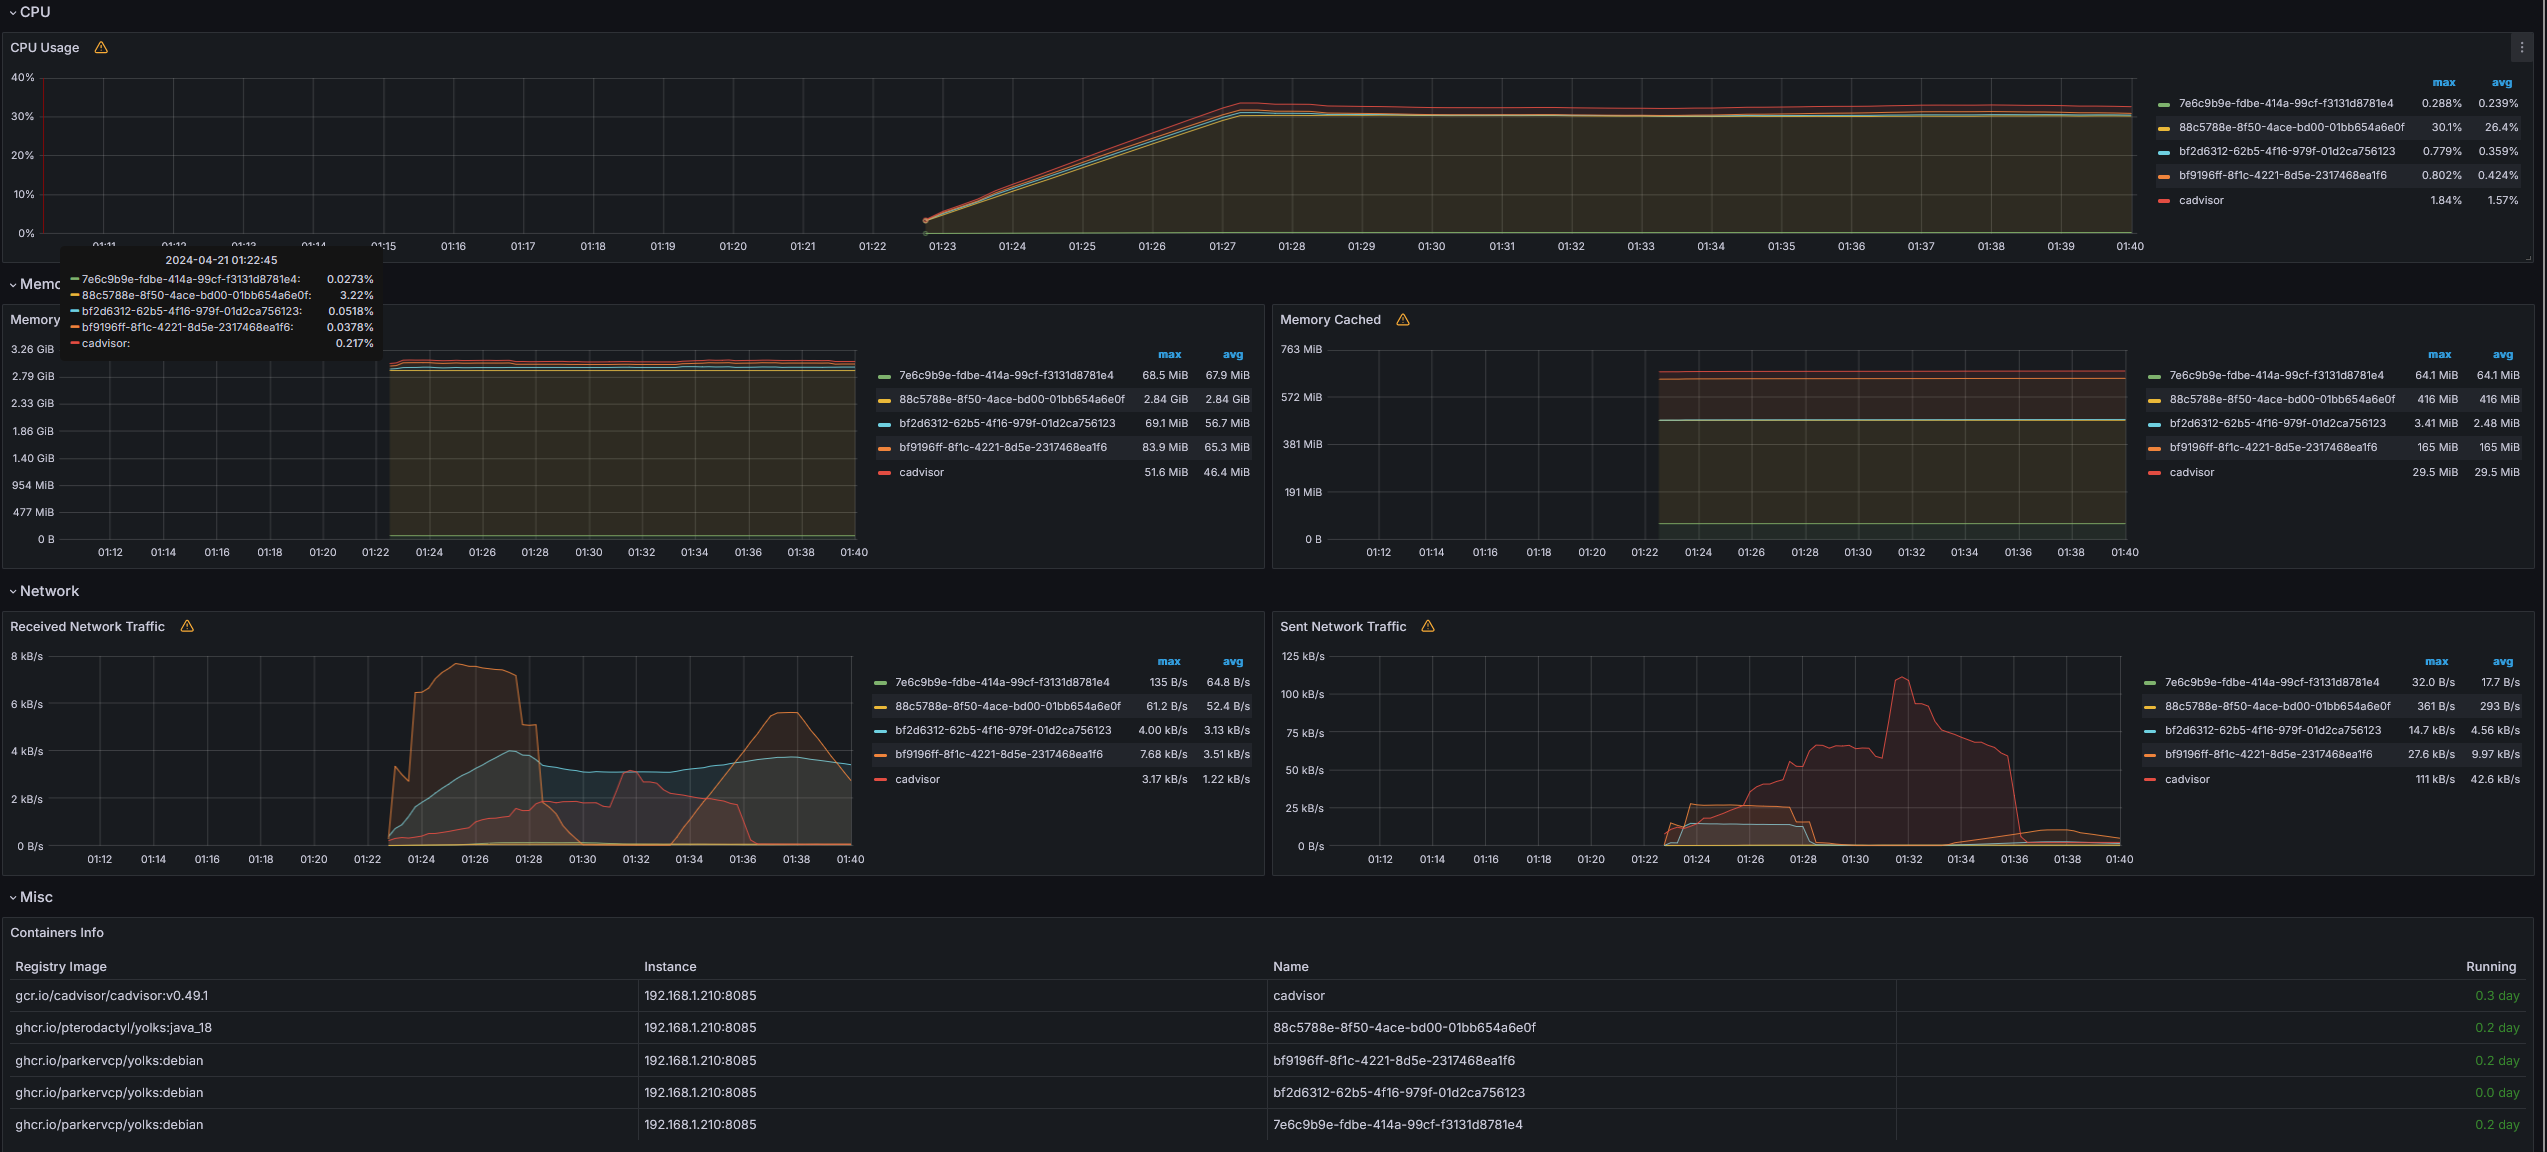 CPU
CPU Usage
40%
30%
20%
10%
0%
01:11 01:12 01:13 01:14 01:15 01:16 01:17 01:18 01:19 01:20 01:21 01:22 01:23 01:24 01:25 01:26 01:27 01:28 01:29 01:30 01:31 01:32 01:33 01:34 01:35 01:36 01:37 01:38 01:39 01:40
max avg
7e6c9b9e-fdbe-414a-99cf-f3131d8781e4 0.288% 0.239%
88c5788e-8f50-4ace-bd00-01bb654a6e0f 30.1% 26.4%
bf2d6312-62b5-4f16-979f-01d2ca756123 0.779% 0.359%
bf9196ff-8f1c-4221-8d5e-2317468ea1f6 0.802% 0.424%
cadvisor 1.84% 1.57%
2024-04-21 01:22:45
7e6c9b9e-fdbe-414a-99cf-f3131d8781e4: 0.0273%
88c5788e-8f50-4ace-bd00-01bb654a6e0f: 3.22%
bf2d6312-62b5-4f16-979f-01d2ca756123: 0.0518%
bf9196ff-8f1c-4221-8d5e-2317468ea1f6: 0.0378%
cadvisor: 0.217%
Memo
Memory
3.26 GiB
2.79 GiB
2.33 GiB
1.86 GiB
1.40 GiB
954 MiB
477 MiB
0 B
01:12 01:14 01:16 01:18 01:20 01:22 01:24 01:26 01:28 01:30 01:32 01:34 01:36 01:38 01:40
max avg
7e6c9b9e-fdbe-414a-99cf-f3131d8781e4 68.5 MiB 67.9 MiB
88c5788e-8f50-4ace-bd00-01bb654a6e0f 2.84 GiB 2.84 GiB
bf2d6312-62b5-4f16-979f-01d2ca756123 69.1 MiB 56.7 MiB
bf9196ff-8f1c-4221-8d5e-2317468ea1f6 83.9 MiB 65.3 MiB
cadvisor 51.6 MiB 46.4 MiB
Memory Cached
763 MiB
572 MiB
381 MiB
191 MiB
0 B
01:12 01:14 01:16 01:18 01:20 01:22 01:24 01:26 01:28 01:30 01:32 01:34 01:36 01:38 01:40
max avg
7e6c9b9e-fdbe-414a-99cf-f3131d8781e4 64.1 MiB 64.1 MiB
88c5788e-8f50-4ace-bd00-01bb654a6e0f 416 MiB 416 MiB
bf2d6312-62b5-4f16-979f-01d2ca756123 3.41 MiB 2.48 MiB
bf9196ff-8f1c-4221-8d5e-2317468ea1f6 165 MiB 165 MiB
cadvisor 29.5 MiB 29.5 MiB
Network
Received Network Traffic
8 kB/s
6 kB/s
4 kB/s
2 kB/s
0 B/s
01:12 01:14 01:16 01:18 01:20 01:22 01:24 01:26 01:28 01:30 01:32 01:34 01:36 01:38 01:40
max avg
7e6c9b9e-fdbe-414a-99cf-f3131d8781e4 135 B/s 64.8 B/s
88c5788e-8f50-4ace-bd00-01bb654a6e0f 61.2 B/s 52.4 B/s
bf2d6312-62b5-4f16-979f-01d2ca756123 4.00 kB/s 3.13 kB/s
bf9196ff-8f1c-4221-8d5e-2317468ea1f6 7.68 kB/s 3.51 kB/s
cadvisor 3.17 kB/s 1.22 kB/s
Sent Network Traffic
125 kB/s
100 kB/s
75 kB/s
50 kB/s
25 kB/s
0 B/s
01:12 01:14 01:16 01:18 01:20 01:22 01:24 01:26 01:28 01:30 01:32 01:34 01:36 01:38 01:40
max avg
7e6c9b9e-fdbe-414a-99cf-f3131d8781e4 32.0 B/s 17.7 B/s
88c5788e-8f50-4ace-bd00-01bb654a6e0f 361 B/s 293 B/s
bf2d6312-62b5-4f16-979f-01d2ca756123 14.7 kB/s 4.56 kB/s
bf9196ff-8f1c-4221-8d5e-2317468ea1f6 27.6 kB/s 9.97 kB/s
cadvisor 111 kB/s 42.6 kB/s
Misc
Containers Info
Registry Image Instance Name Running
gcr.io/cadvisor/cadvisor:v0.49.1 192.168.1.210:8085 cadvisor 0.3 day
ghcr.io/pterodactyl/yolks:java_18 192.168.1.210:8085 88c5788e-8f50-4ace-bd00-01bb654a6e0f 0.2 day
ghcr.io/parkervcp/yolks:debian 192.168.1.210:8085 bf9196ff-8f1c-4221-8d5e-2317468ea1f6 0.2 day
ghcr.io/parkervcp/yolks:debian 192.168.1.210:8085 bf2d6312-62b5-4f16-979f-01d2ca756123 0.0 day
ghcr.io/parkervcp/yolks:debian 192.168.1.210:8085 7e6c9b9e-fdbe-414a-99cf-f3131d8781e4 0.2 day